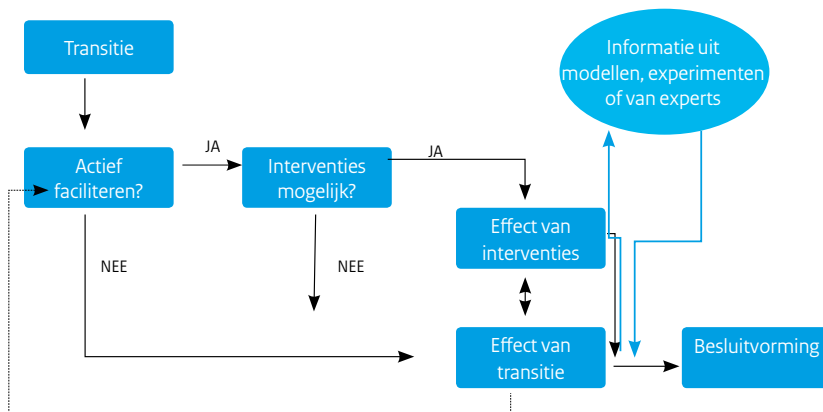 Transitie
Informatie uit
modellen, experimenten
of van experts
JA
JA
Actief
faciliteren?
Interventies
mogelijk?
Effect van
interventies
NEE
NEE
Effect van
transitie
Besluitvorming